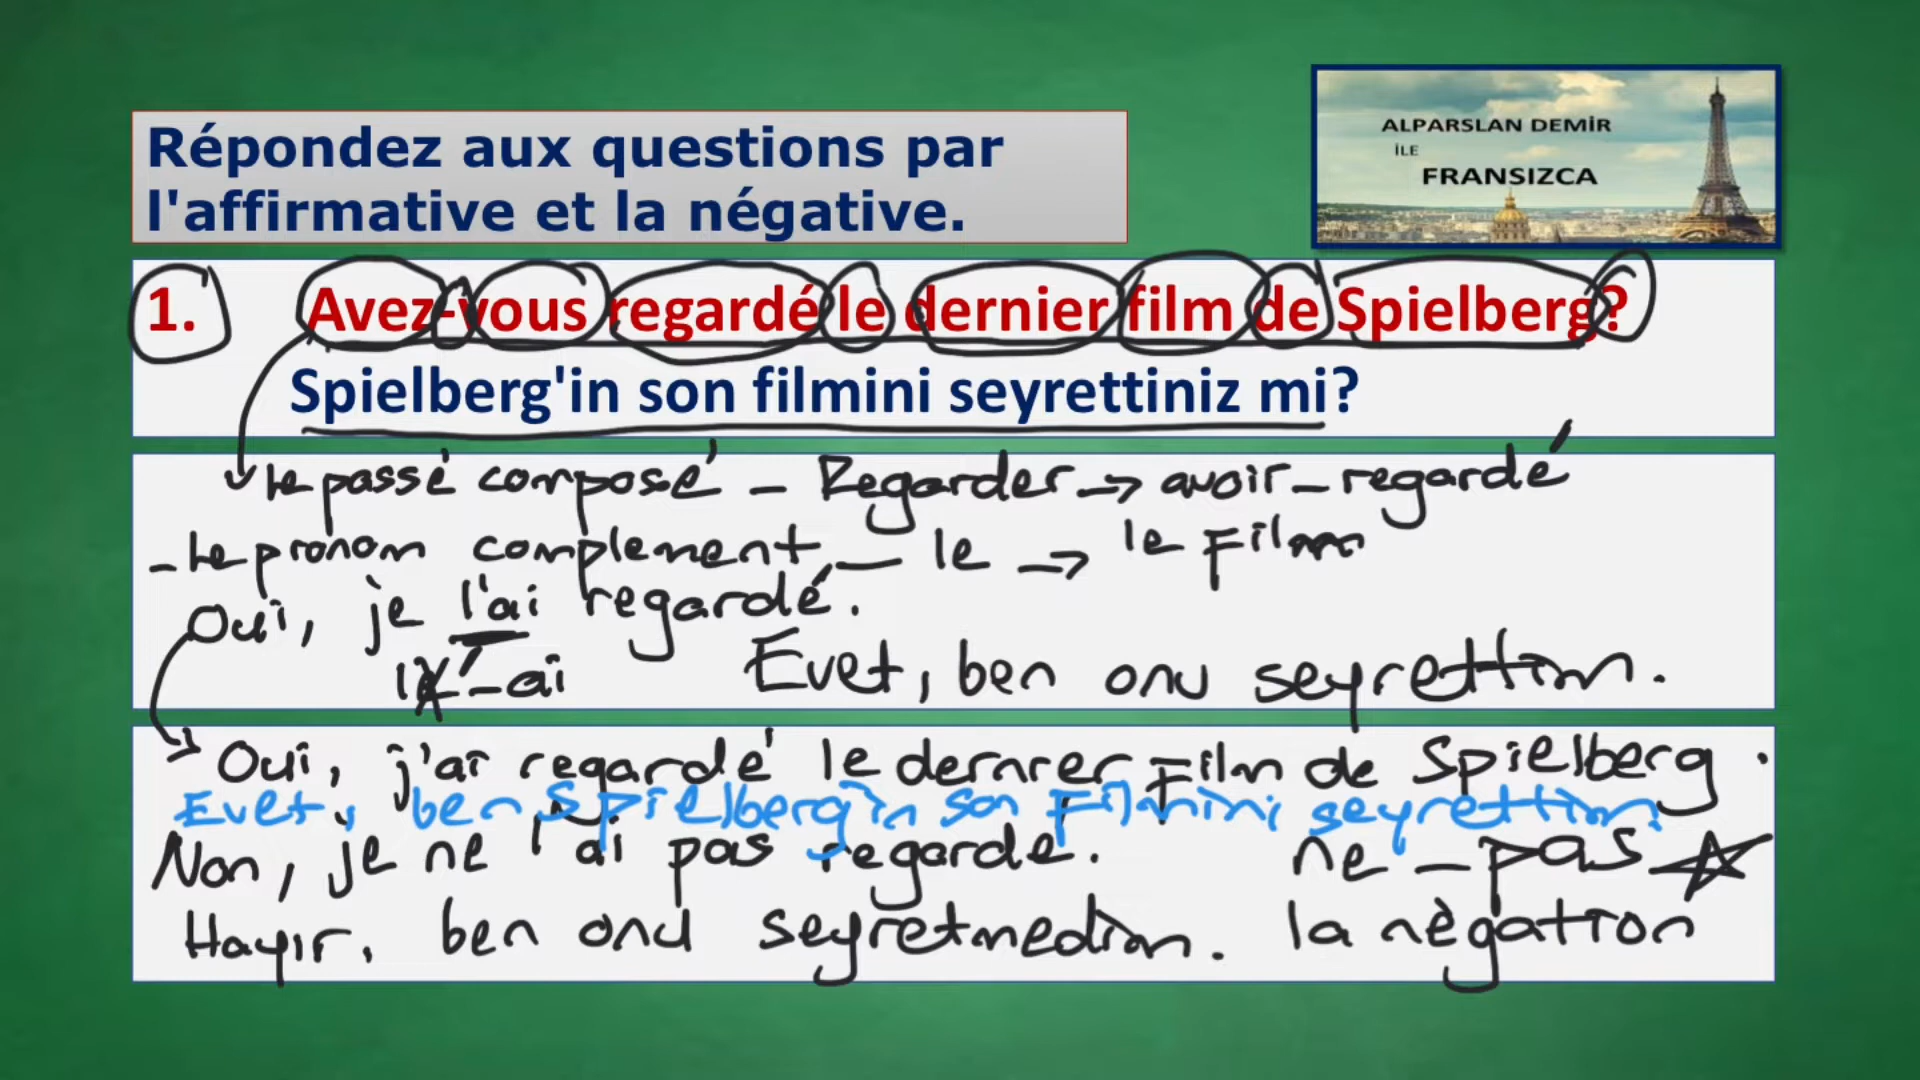 Répondez aux questions par
l'affirmative et la négative.
ALPARSLAN DEMİR
İLE
FRANSIZCA
1. Avez-vous regardé le dernier film de Spielberg?
Spielberg'in son filmini seyrettiniz mi?
Le passé composé - Regarder → avoir - regardé
- Le pronom complement - le → le film
Oui, je l'ai regardé.
le - ai Evet, ben onu seyrettim.
Oui, j'ai regardé le dernier film de Spielberg.
Evet, ben Spielberg'in son filmini seyrettim.
Non, je ne l'ai pas regardé. ne - pas
Hayır, ben onu seyretmedim. la nègation